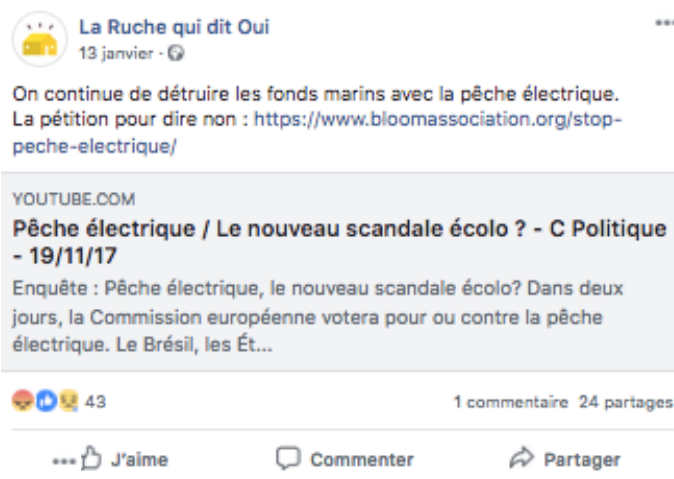 La Ruche qui dit Oui
13 janvier ·
On continue de détruire les fonds marins avec la pêche électrique.
La pétition pour dire non : https://www.bloomassociation.org/stop-
peche-electrique/
YOUTUBE.COM
Pêche électrique / Le nouveau scandale écolo ? - C Politique
- 19/11/17
Enquête : Pêche électrique, le nouveau scandale écolo? Dans deux
jours, la Commission européenne votera pour ou contre la pêche
électrique. Le Brésil, les Ét...
43 1 commentaire 24 partages
J'aime Commenter Partager